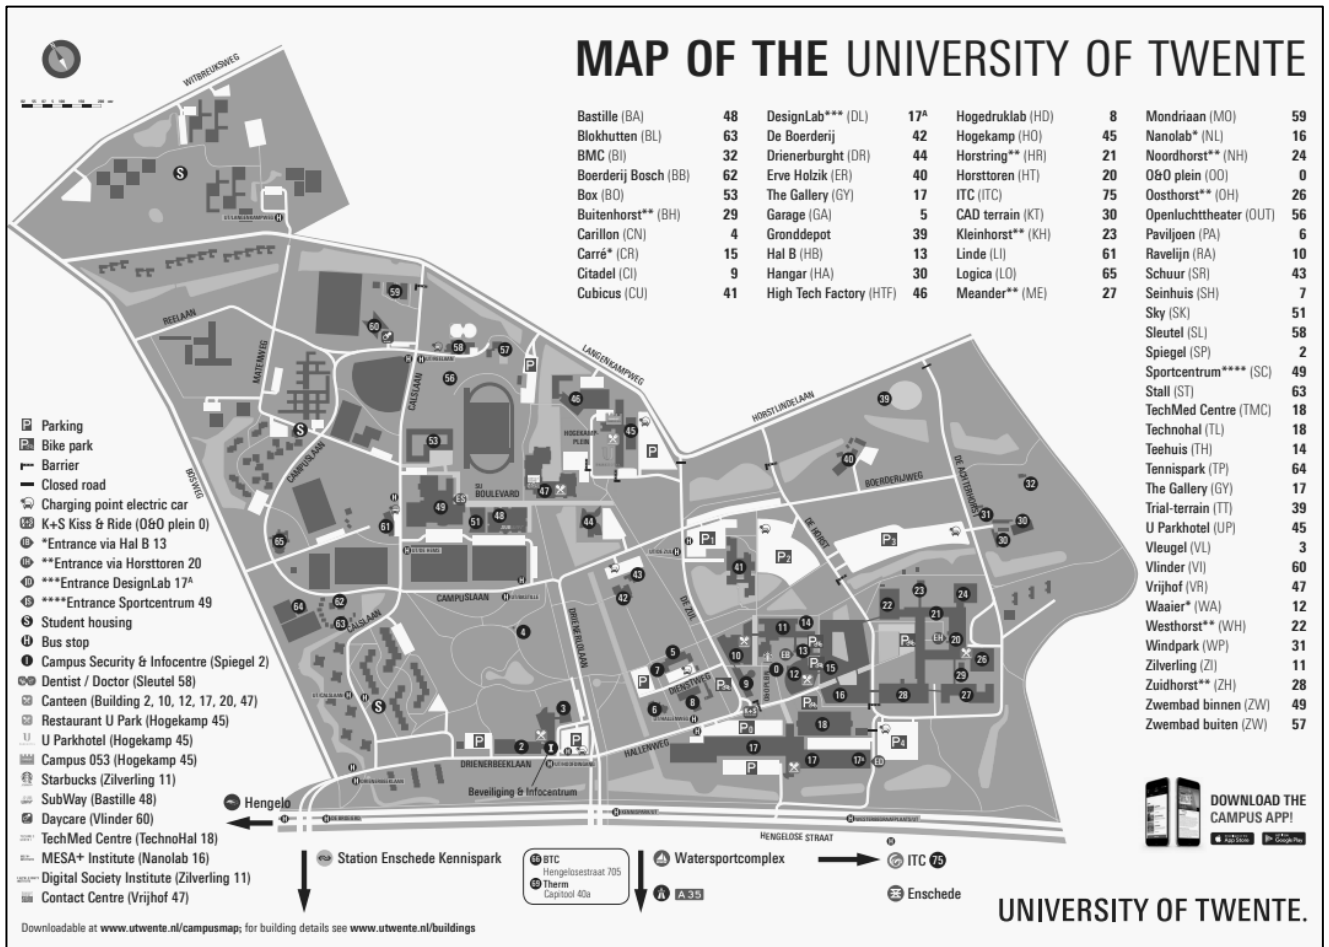 MAP OF THE UNIVERSITY OF TWENTE
Bastille (BA) 48
Blokhutten (BL) 63
BMC (BI) 32
Boerderij Bosch (BB) 62
Box (BO) 53
Buitenhorst** (BH) 29
Carillon (CN) 4
Carré* (CR) 15
Citadel (CI) 9
Cubicus (CU) 41
DesignLab*** (DL) 17A
De Boerderij 42
Drienerburght (DR) 44
Erve Holzik (ER) 40
The Gallery (GY) 17
Garage (GA) 5
Gronddepot 39
Hal B (HB) 13
Hangar (HA) 30
High Tech Factory (HTF) 46
Hogedruklab (HD) 8
Hogekamp (HO) 45
Horstring** (HR) 21
Horsttoren (HT) 20
ITC (ITC) 75
CAD terrain (KT) 30
Kleinhorst** (KH) 23
Linde (LI) 61
Logica (LO) 65
Meander** (ME) 27
Mondriaan (MO) 59
Nanolab* (NL) 16
Noordhorst** (NH) 24
O&O plein (OO) 0
Oosthorst** (OH) 26
Openluchttheater (OUT) 56
Paviljoen (PA) 6
Ravelijn (RA) 10
Schuur (SR) 43
Seinhuis (SH) 7
Sky (SK) 51
Sleutel (SL) 58
Spiegel (SP) 2
Sportcentrum**** (SC) 49
Stall (ST) 63
TechMed Centre (TMC) 18
Technohal (TL) 18
Teehuis (TH) 14
Tennispark (TP) 64
The Gallery (GY) 17
Trial-terrain (TT) 39
U Parkhotel (UP) 45
Vleugel (VL) 3
Vlinder (VI) 60
Vrijhof (VR) 47
Waaier* (WA) 12
Westhorst** (WH) 22
Windpark (WP) 31
Zilverling (ZI) 11
Zuidhorst** (ZH) 28
Zwembad binnen (ZW) 49
Zwembad buiten (ZW) 57
WITBREUKSWEG
S
H
REELAAN
MATENWEG
BOSWEG
CAMPUSLAAN
CALSLAAN
LANGENKAMPWEG
HORSTLINDELAAN
HOGEKAMP-
PLEIN
SU
BOULEVARD
BOERDERIJWEG
DE ACHTERHORST
DE HORST
DE ZUL
CAMPUSLAAN
CALSLAAN
DRIENERLOLAAN
DIENSTWEG
HALLENWEG
DRIENERBEEKLAAN
Beveiliging & Infocentrum
HENGELOSE STRAAT
P Parking
Bike park
Barrier
Closed road
Charging point electric car
K+S Kiss & Ride (O&O plein 0)
*Entrance via Hal B 13
**Entrance via Horsttoren 20
***Entrance DesignLab 17A
****Entrance Sportcentrum 49
S Student housing
H Bus stop
I Campus Security & Infocentre (Spiegel 2)
Dentist / Doctor (Sleutel 58)
Canteen (Building 2, 10, 12, 17, 20, 47)
Restaurant U Park (Hogekamp 45)
U U Parkhotel (Hogekamp 45)
Campus 053 (Hogekamp 45)
Starbucks (Zilverling 11)
SubWay (Bastille 48)
Daycare (Vlinder 60)
TechMed Centre (TechnoHal 18)
MESA+ Institute (Nanolab 16)
Digital Society Institute (Zilverling 11)
Contact Centre (Vrijhof 47)
Hengelo
Station Enschede Kennispark
66 BTC
Hengelosestraat 705
Therm
Capitool 40a
Watersportcomplex
A 35
ITC 75
Enschede
DOWNLOAD THE
CAMPUS APP!
App Store
Google Play
UNIVERSITY OF TWENTE.
Downloadable at www.utwente.nl/campusmap; for building details see www.utwente.nl/buildings